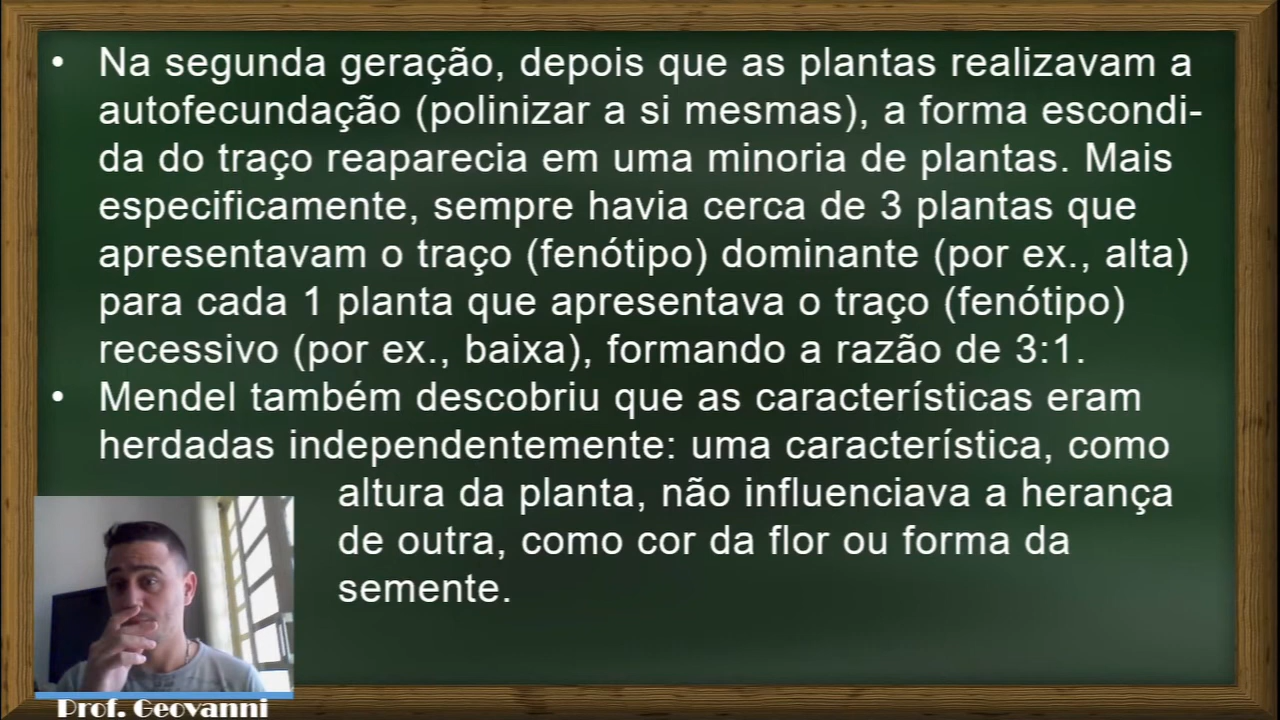 • Na segunda geração, depois que as plantas realizavam a
autofecundação (polinizar a si mesmas), a forma escondi-
da do traço reaparecia em uma minoria de plantas. Mais
especificamente, sempre havia cerca de 3 plantas que
apresentavam o traço (fenótipo) dominante (por ex., alta)
para cada 1 planta que apresentava o traço (fenótipo)
recessivo (por ex., baixa), formando a razão de 3:1.
• Mendel também descobriu que as características eram
herdadas independentemente: uma característica, como
altura da planta, não influenciava a herança
de outra, como cor da flor ou forma da
semente.
Prof. Geovanni